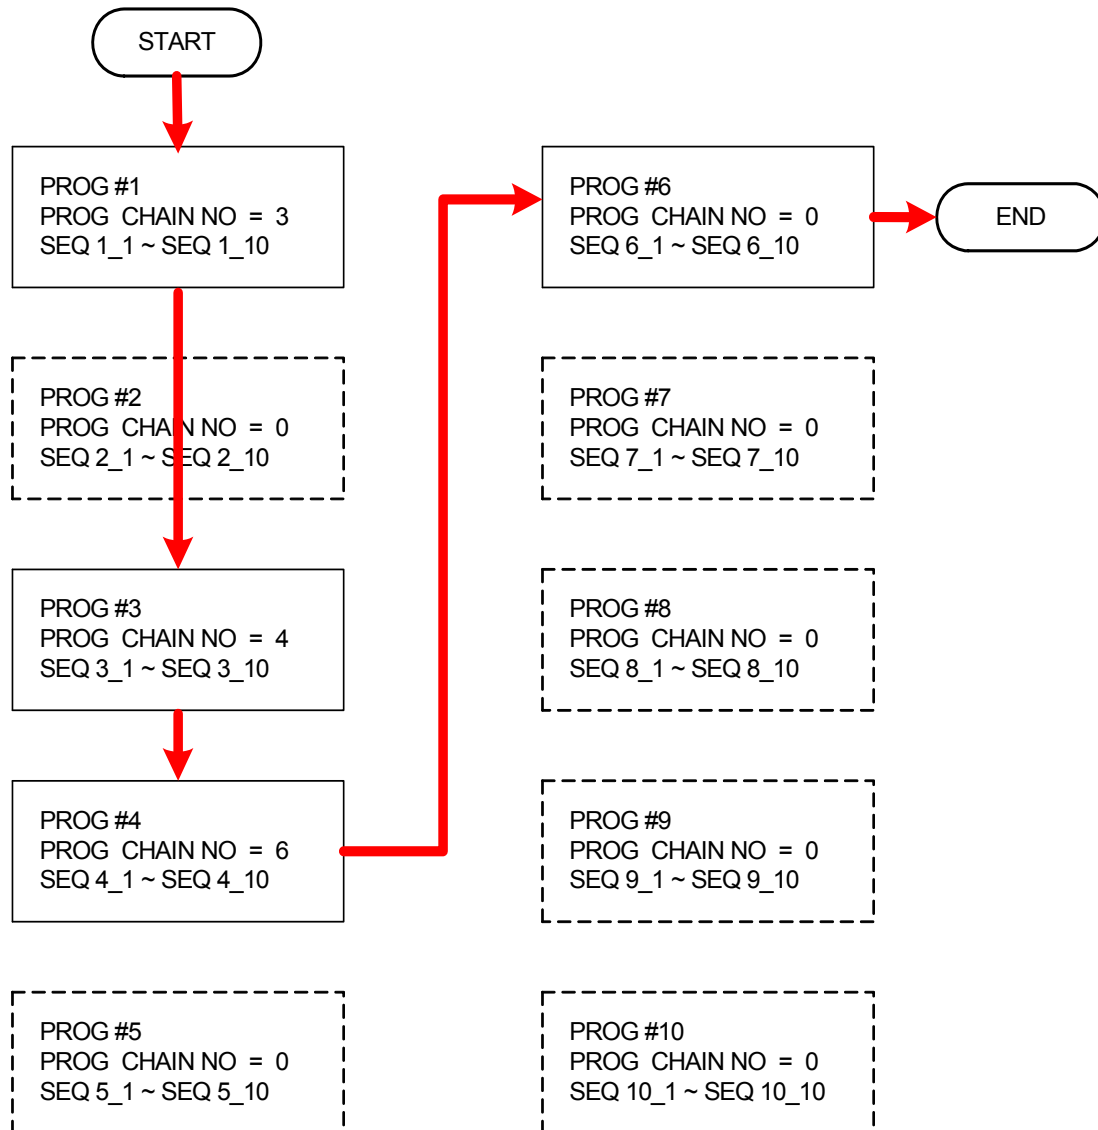 START
PROG #1
PROG CHAIN NO = 3
SEQ 1_1 ~ SEQ 1_10
PROG #2
PROG CHAIN NO = 0
SEQ 2_1 ~ SEQ 2_10
PROG #3
PROG CHAIN NO = 4
SEQ 3_1 ~ SEQ 3_10
PROG #4
PROG CHAIN NO = 6
SEQ 4_1 ~ SEQ 4_10
PROG #5
PROG CHAIN NO = 0
SEQ 5_1 ~ SEQ 5_10
PROG #6
PROG CHAIN NO = 0
SEQ 6_1 ~ SEQ 6_10
END
PROG #7
PROG CHAIN NO = 0
SEQ 7_1 ~ SEQ 7_10
PROG #8
PROG CHAIN NO = 0
SEQ 8_1 ~ SEQ 8_10
PROG #9
PROG CHAIN NO = 0
SEQ 9_1 ~ SEQ 9_10
PROG #10
PROG CHAIN NO = 0
SEQ 10_1 ~ SEQ 10_10